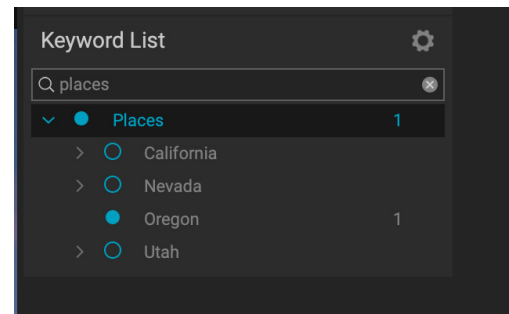 Keyword List
places
Places 1
California
Nevada
Oregon 1
Utah